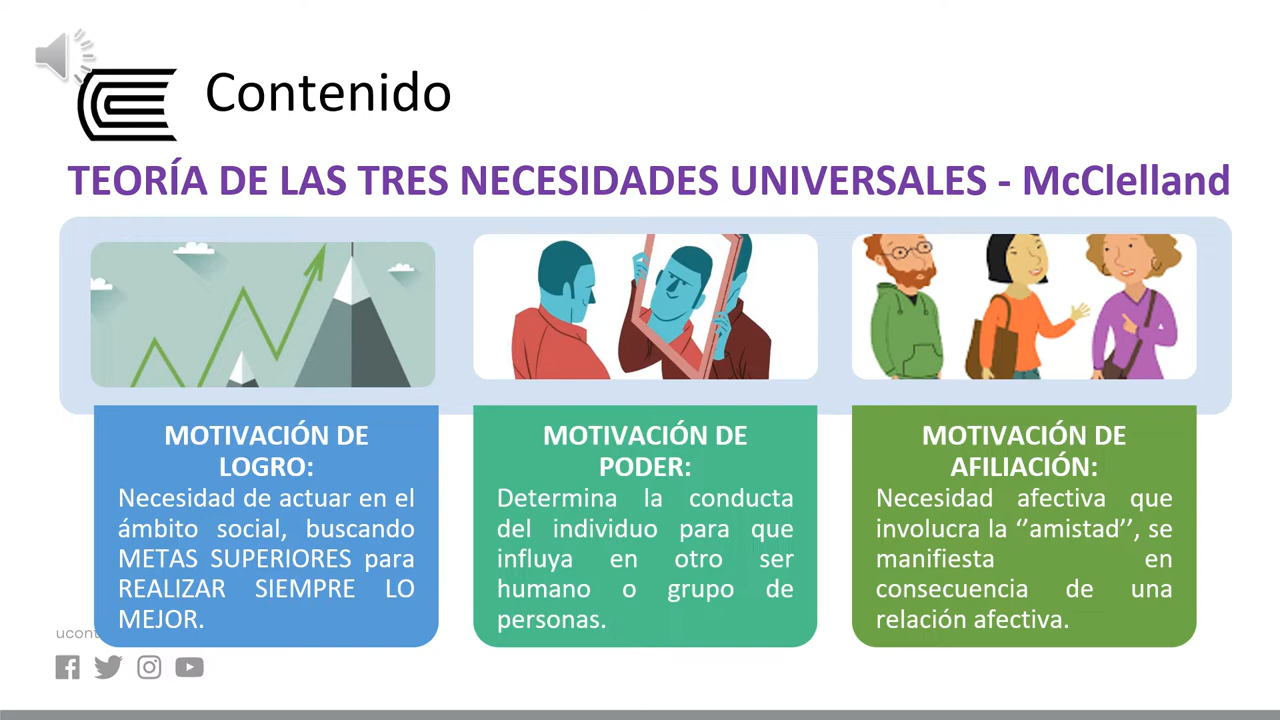 Contenido
TEORÍA DE LAS TRES NECESIDADES UNIVERSALES - McClelland
MOTIVACIÓN DE
LOGRO:
Necesidad de actuar en el
ámbito social, buscando
METAS SUPERIORES para
REALIZAR SIEMPRE LO
MEJOR.
MOTIVACIÓN DE
PODER:
Determina la conducta
del individuo para que
influya en otro ser
humano o grupo de
personas.
MOTIVACIÓN DE
AFILIACIÓN:
Necesidad afectiva que
involucra la ‘’amistad’’, se
manifiesta en
consecuencia de una
relación afectiva.